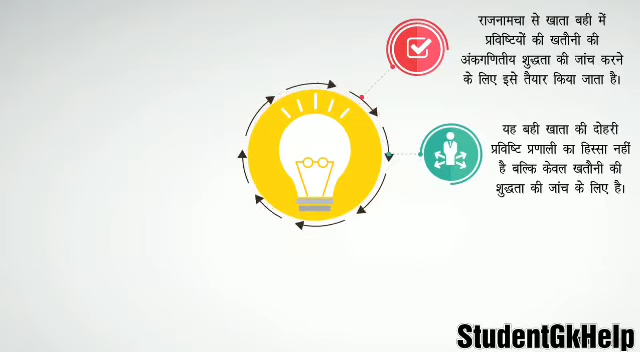 राजनामचा से खाता बही में
प्रविष्टियों की खतौनी की
अंकगणितीय शुद्धता की जांच करने
के लिए इसे तैयार किया जाता है।
यह बही खाता की दोहरी
प्रविष्टि प्रणाली का हिस्सा नहीं
है बल्कि केवल खतौनी की
शुद्धता की जांच के लिए है।
StudentGkHelp